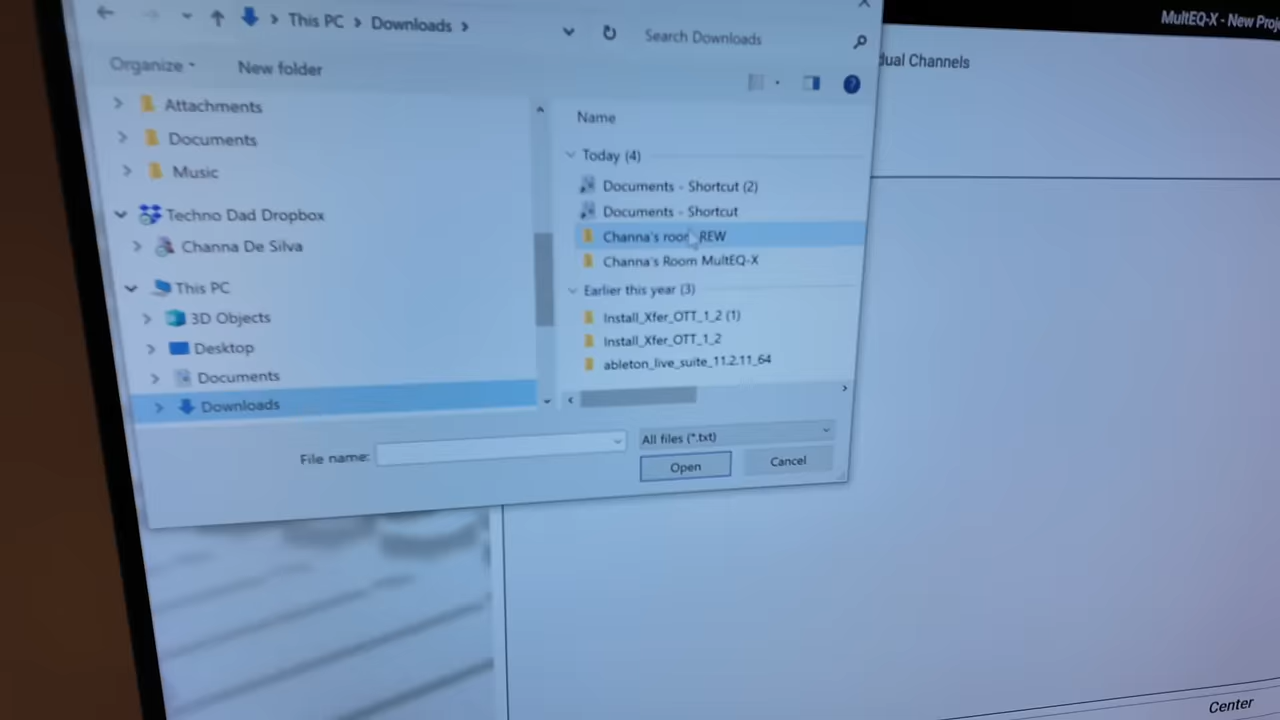 MultEQ-X - New Proj
This PC > Downloads >
Search Downloads
Organize
New folder
dual Channels
Attachments
Documents
Music
Techno Dad Dropbox
Channa De Silva
This PC
3D Objects
Desktop
Documents
Downloads
Name
Today (4)
Documents - Shortcut (2)
Documents - Shortcut
Channa's room REW
Channa's Room MultEQ-X
Earlier this year (3)
Install_Xfer_OTT_1_2 (1)
Install_Xfer_OTT_1_2
ableton_live_suite_11.2.11_64
File name:
All files (*.txt)
Open
Cancel
Center